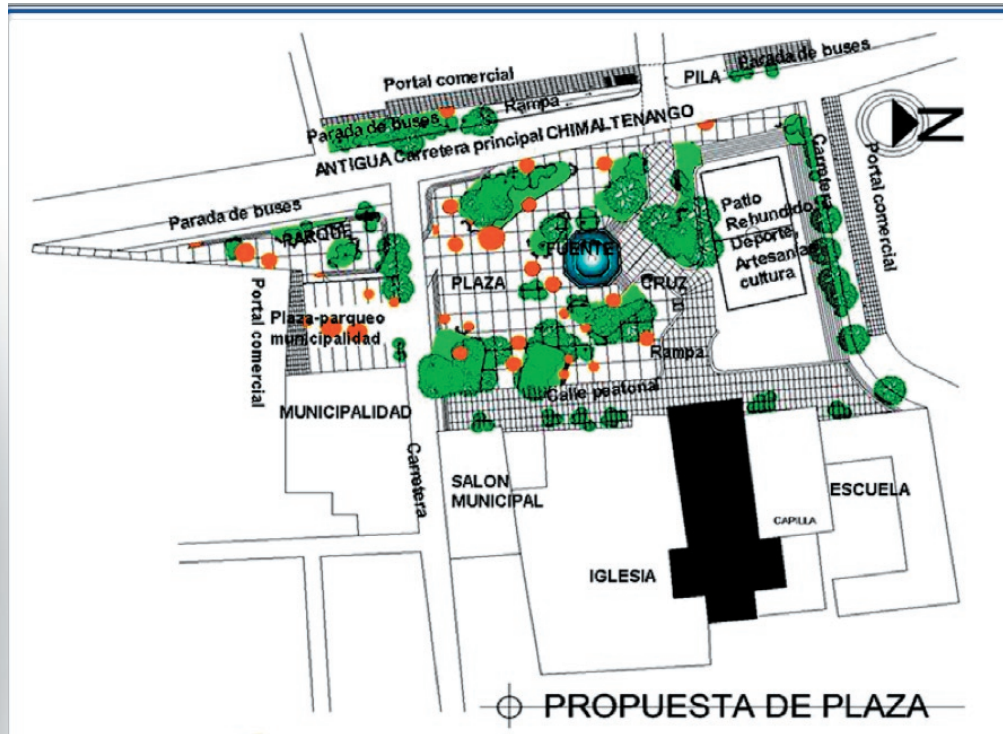 Portal comercial
Parada de buses
PILA
Rampa
Parada de buses
ANTIGUA Carretera principal CHIMALTENANGO
N
Carretera
Portal comercial
Parada de buses
PARQUE
Patio
Rehundido
Deporte,
Artesanias
cultura
FUENTE
PLAZA
CRUZ
Portal comercial
Plaza-parqueo
municipalidad
Rampa
Calle peatonal
MUNICIPALIDAD
Carretera
SALON
MUNICIPAL
ESCUELA
CAPILLA
IGLESIA
PROPUESTA DE PLAZA